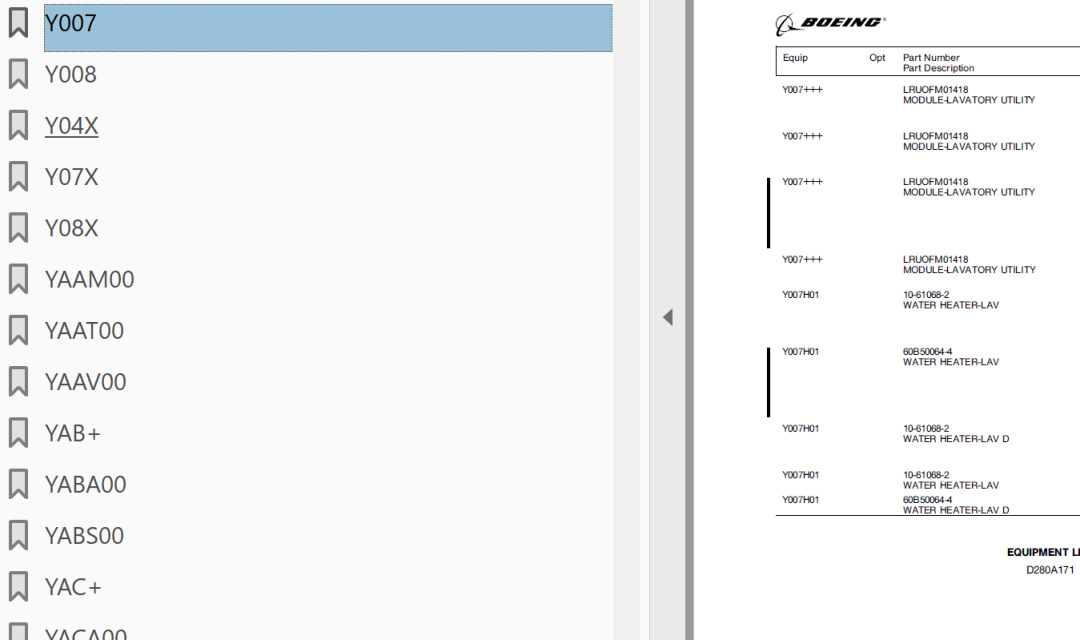 Y007
Y008
Y04X
Y07X
Y08X
YAAM00
YAAT00
YAAV00
YAB+
YABA00
YABS00
YAC+
YACA00
BOEING®
Equip Opt Part Number
Part Description
Y007+++ LRUOFM01418
MODULE-LAVATORY UTILITY
Y007+++ LRUOFM01418
MODULE-LAVATORY UTILITY
Y007+++ LRUOFM01418
MODULE-LAVATORY UTILITY
Y007+++ LRUOFM01418
MODULE-LAVATORY UTILITY
Y007H01 10-61068-2
WATER HEATER-LAV
Y007H01 60B50064-4
WATER HEATER-LAV
Y007H01 10-61068-2
WATER HEATER-LAV D
Y007H01 10-61068-2
WATER HEATER-LAV
Y007H01 60B50064-4
WATER HEATER-LAV D
EQUIPMENT LI
D280A171